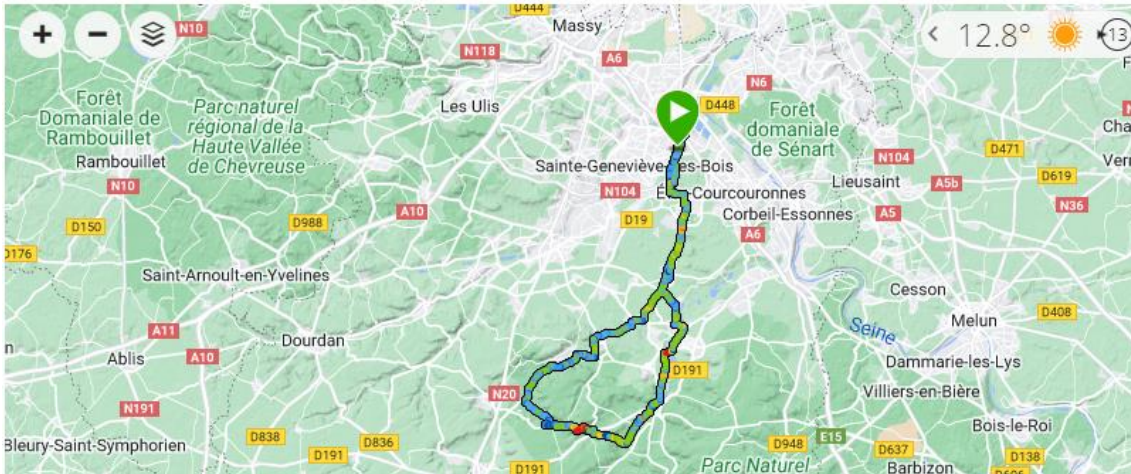 D444
Massy
N10
12.8°
13
N118
A6
N6
Forêt
Domaniale de
Rambouillet
Parc naturel
régional de la
Haute Vallée
de Chevreuse
Les Ulis
D448
Forêt
domaniale
de Sénart
Cha
Rambouillet
Sainte-Geneviève-des-Bois
N104
D471
Ver
N10
N104
Courcouronnes
Lieusaint
A5b
D619
A10
D19
Corbeil-Essonnes
A5
N36
D988
D150
A6
D176
Saint-Arnoult-en-Yvelines
Cesson
Melun
D408
A11
Dourdan
Seine
Ablis
A10
D191
Dammarie-les-Lys
N20
Villiers-en-Bière
N191
Bois-le-Roi
Bleury-Saint-Symphorien
D838
D836
D948
E15
D637
D191
D191
Parc Naturel
Barbizon
D138